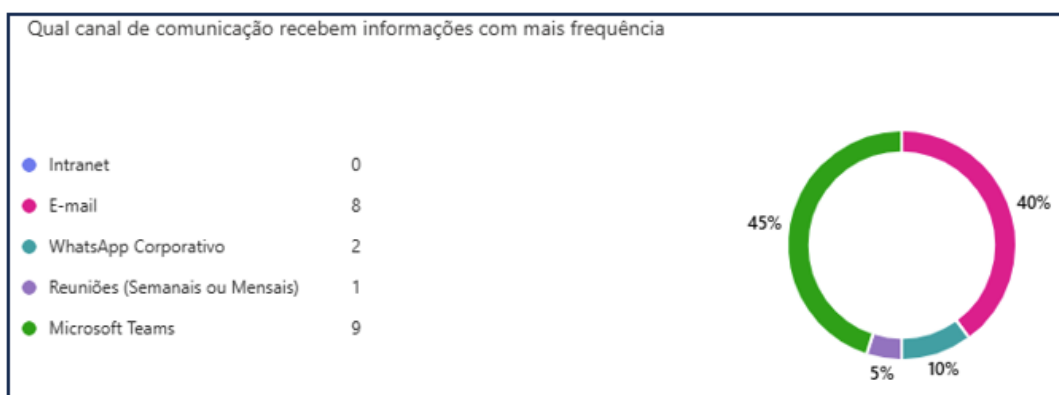 Qual canal de comunicação recebem informações com mais frequência
Intranet 0
E-mail 8
WhatsApp Corporativo 2
Reuniões (Semanais ou Mensais) 1
Microsoft Teams 9
40%
45%
10%
5%